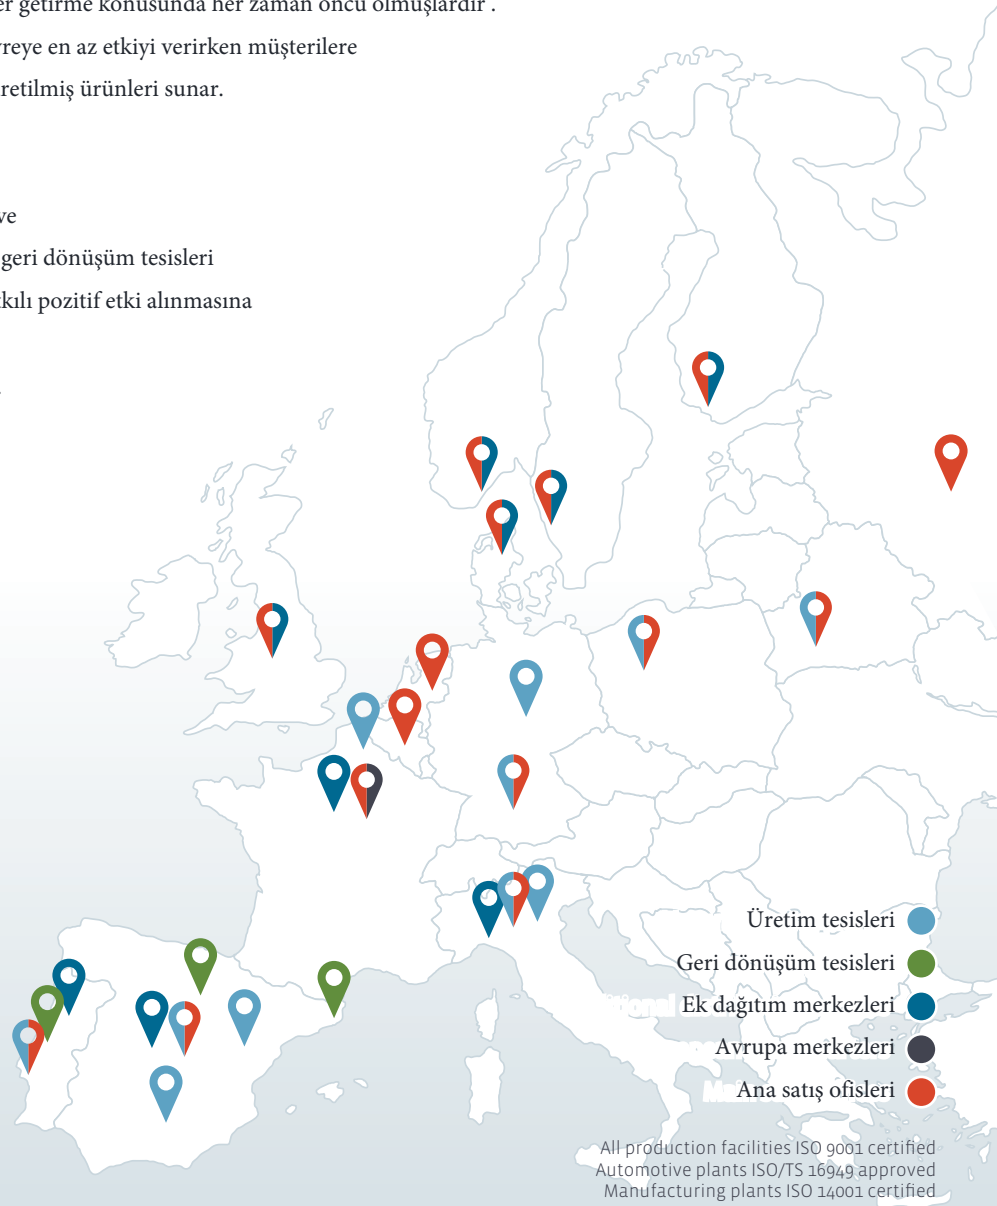 er getirme konusunda her zaman öncü olmuşlardır .
vreye en az etkiyi verirken müşterilere
retilmiş ürünleri sunar.
ve
geri dönüşüm tesisleri
tkılı pozitif etki alınmasına
Üretim tesisleri
Geri dönüşüm tesisleri
Ek dağıtım merkezleri
Avrupa merkezleri
Ana satış ofisleri
All production facilities ISO 9001 certified
Automotive plants ISO/TS 16949 approved
Manufacturing plants ISO 14001 certified